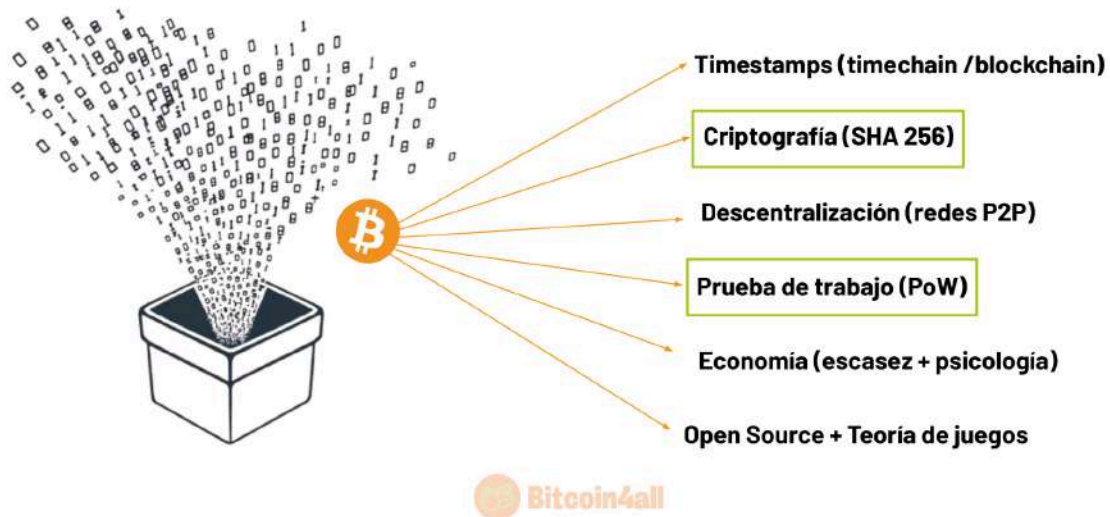 Timestamps (timechain /blockchain)
Criptografía (SHA 256)
Descentralización (redes P2P)
Prueba de trabajo (PoW)
Economía (escasez + psicología)
Open Source + Teoría de juegos
Bitcoin4all